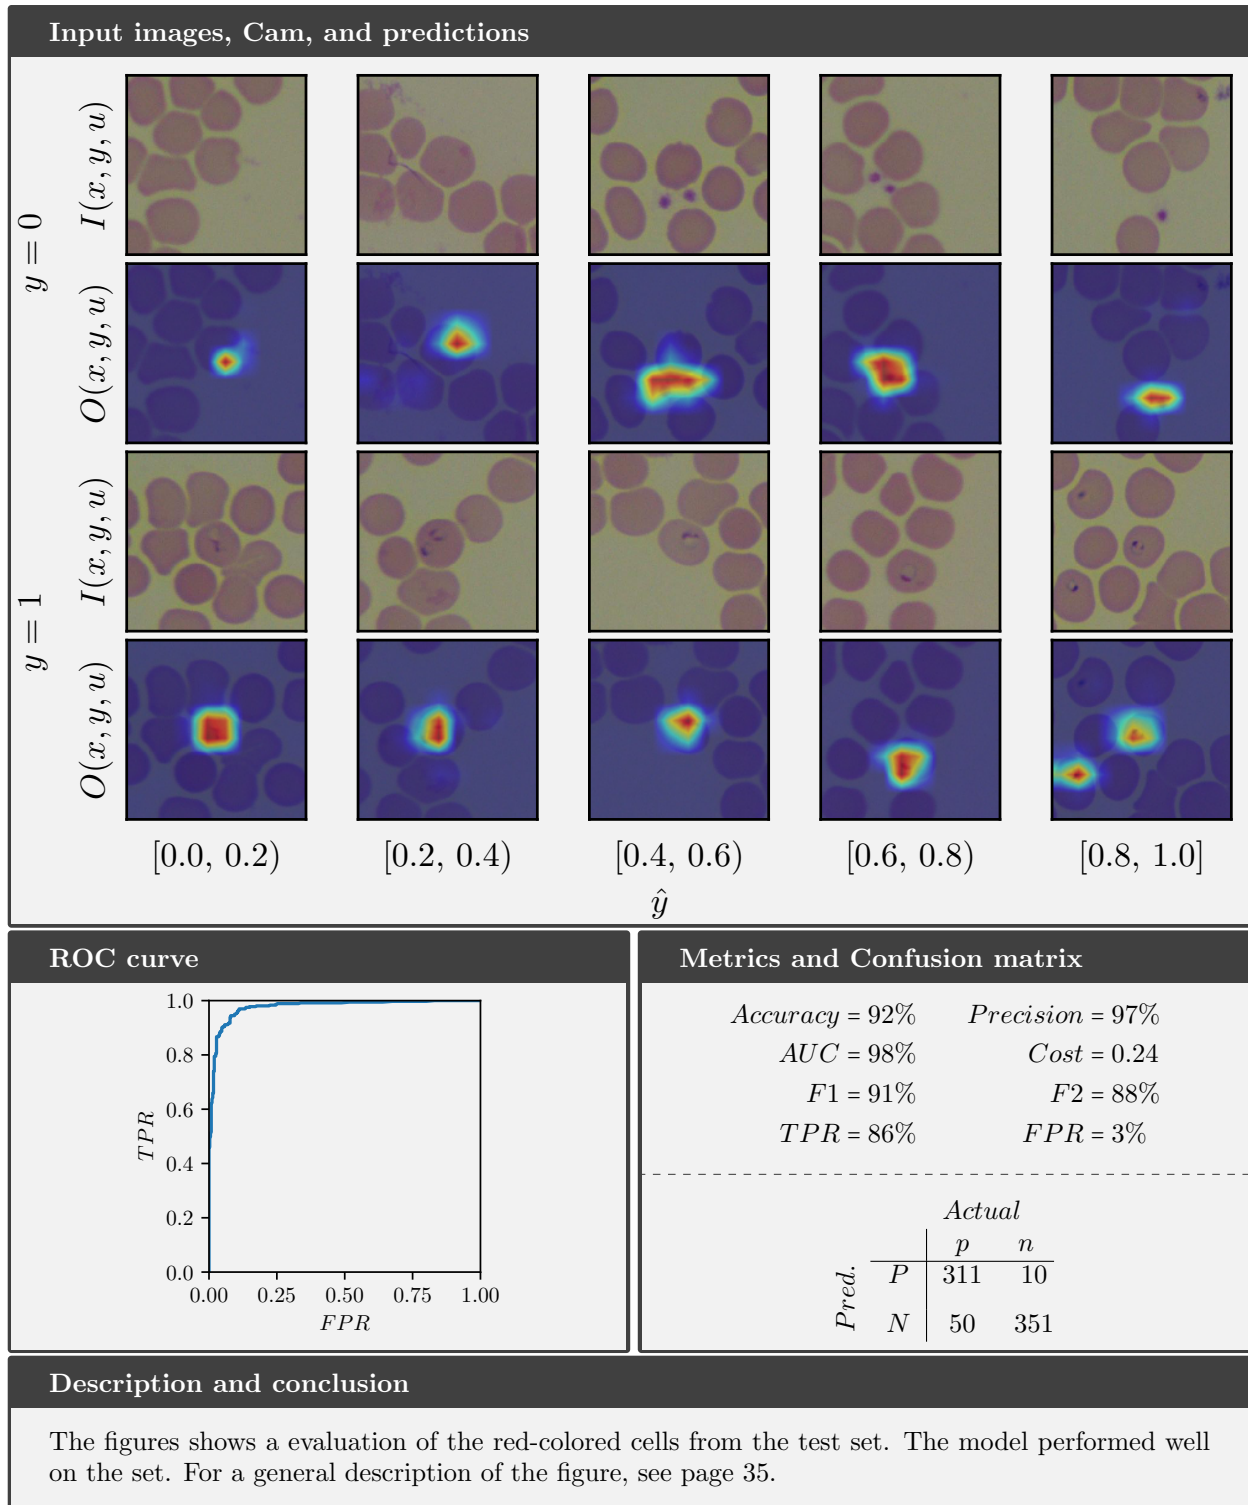 Input images, Cam, and predictions
y = 0
I(x, y, u)
O(x, y, u)
y = 1
I(x, y, u)
O(x, y, u)
[0.0, 0.2) [0.2, 0.4) [0.4, 0.6) [0.6, 0.8) [0.8, 1.0]
ŷ
ROC curve
1.0
0.8
0.6
0.4
0.2
0.0
TPR
0.00 0.25 0.50 0.75 1.00
FPR
Metrics and Confusion matrix
Accuracy = 92% Precision = 97%
AUC = 98% Cost = 0.24
F1 = 91% F2 = 88%
TPR = 86% FPR = 3%
Actual
p n
Pred.
P 311 10
N 50 351
Description and conclusion
The figures shows a evaluation of the red-colored cells from the test set. The model performed well
on the set. For a general description of the figure, see page 35.